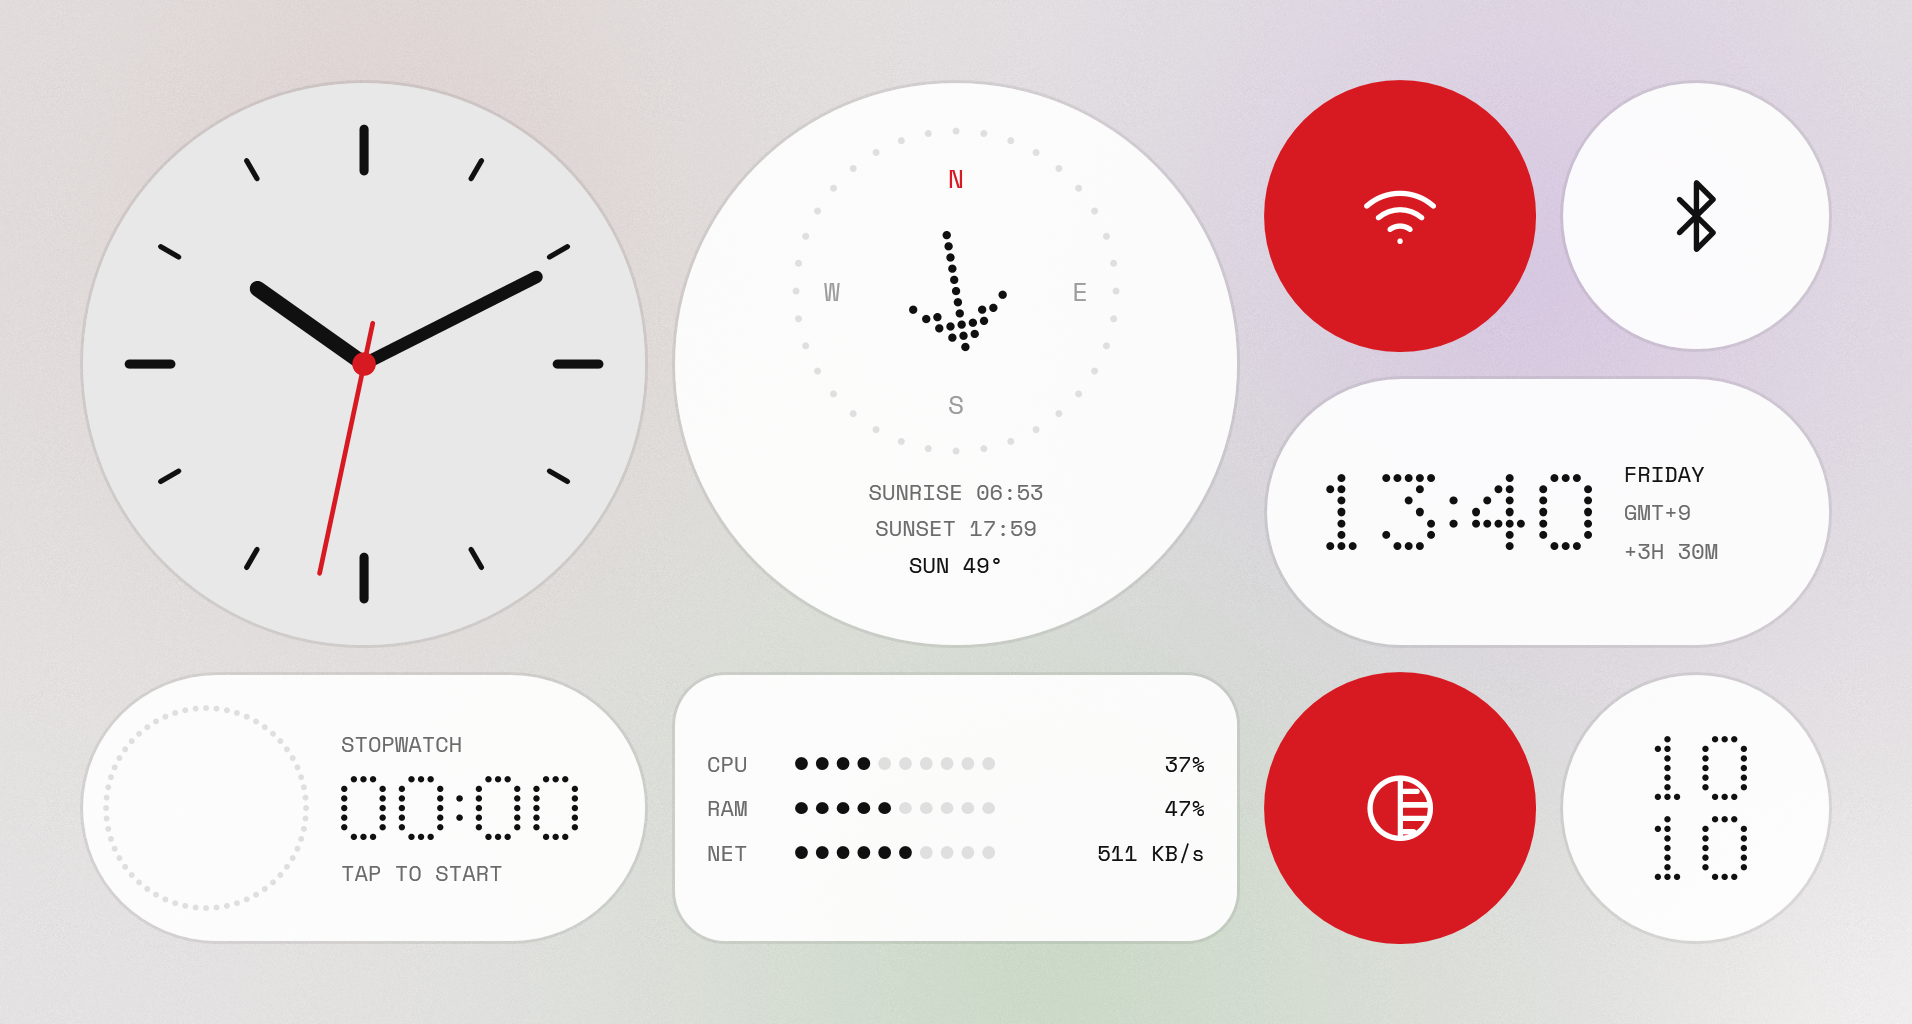 N
W E
S
SUNRISE 06:53
SUNSET 17:59
SUN 49°
13:40
FRIDAY
GMT+9
+3H 30M
STOPWATCH
00:00
TAP TO START
CPU 37%
RAM 47%
NET 511 KB/s
10
10